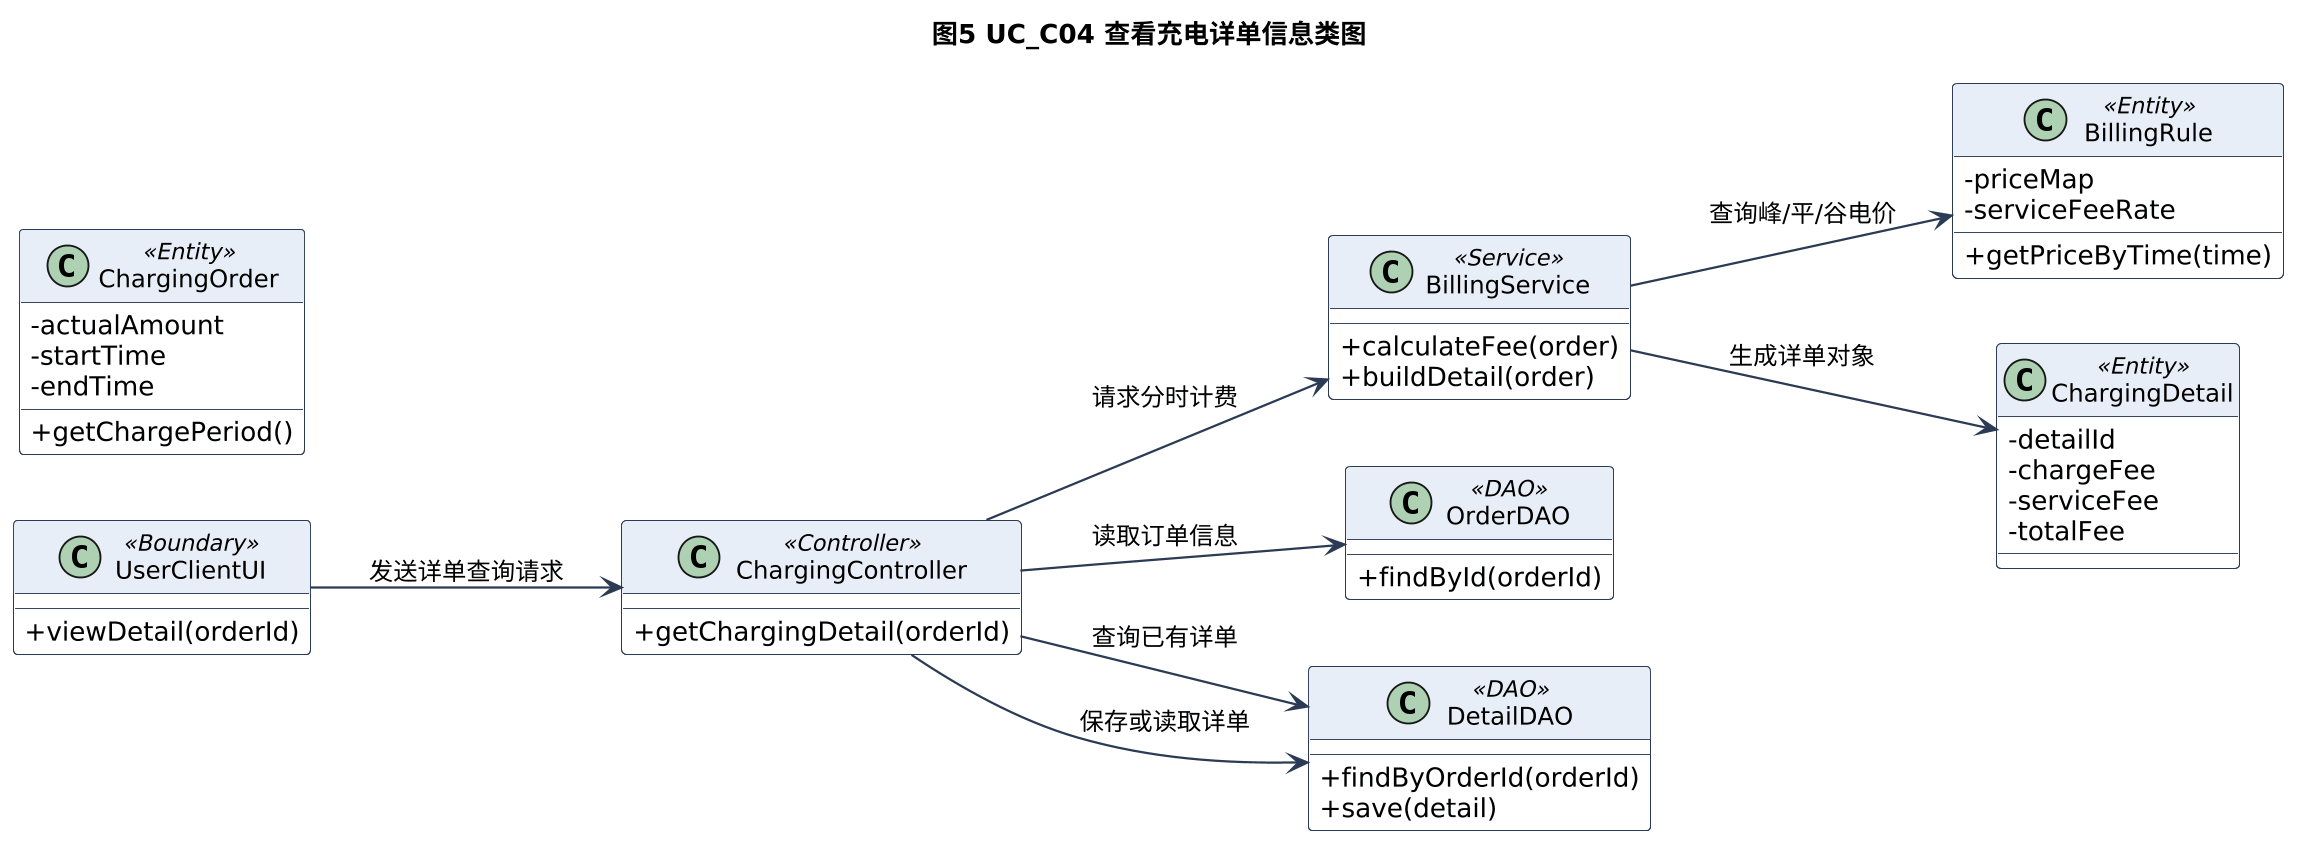 图5 UC_C04 查看充电详单信息类图
C
«Entity»
ChargingOrder
-actualAmount
-startTime
-endTime
+getChargePeriod()
C
«Boundary»
UserClientUI
+viewDetail(orderId)
发送详单查询请求
C
«Controller»
ChargingController
+getChargingDetail(orderId)
请求分时计费
读取订单信息
查询已有详单
保存或读取详单
C
«Service»
BillingService
+calculateFee(order)
+buildDetail(order)
C
«DAO»
OrderDAO
+findById(orderId)
C
«DAO»
DetailDAO
+findByOrderId(orderId)
+save(detail)
查询峰/平/谷电价
生成详单对象
C
«Entity»
BillingRule
-priceMap
-serviceFeeRate
+getPriceByTime(time)
C
«Entity»
ChargingDetail
-detailId
-chargeFee
-serviceFee
-totalFee